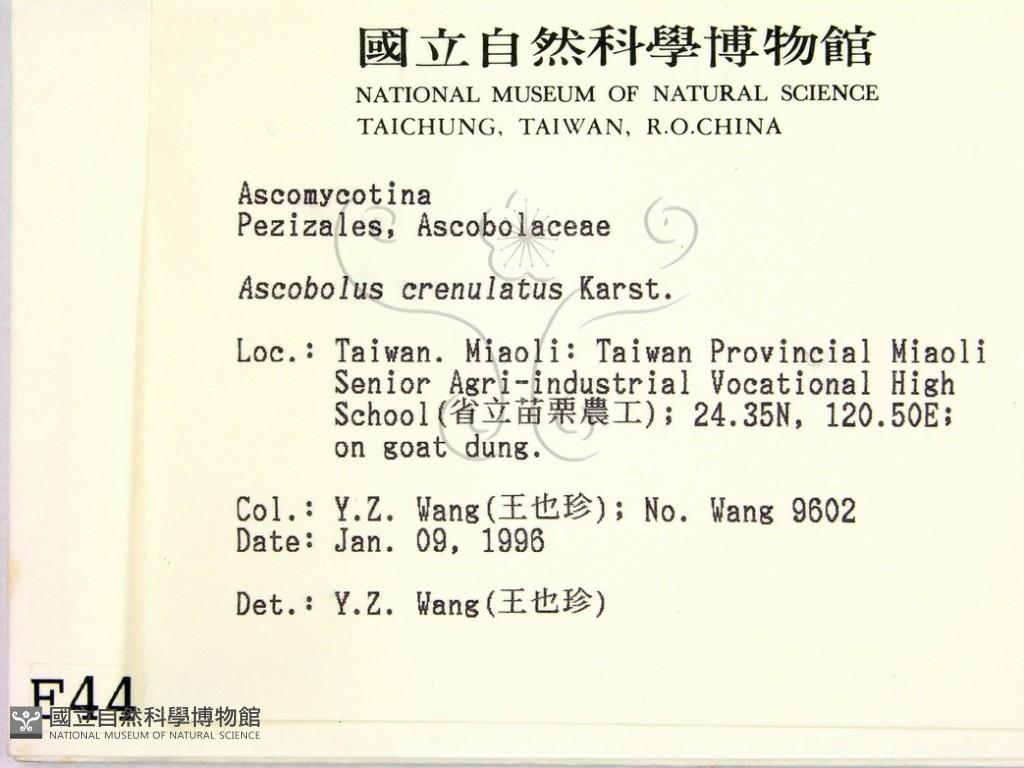 國立自然科學博物館
NATIONAL MUSEUM OF NATURAL SCIENCE
TAICHUNG, TAIWAN, R.O.CHINA
Ascomycotina
Pezizales, Ascobolaceae
Ascobolus crenulatus Karst.
Loc.: Taiwan. Miaoli: Taiwan Provincial Miaoli
Senior Agri-industrial Vocational High
School(省立苗栗農工); 24.35N, 120.50E;
on goat dung.
Col.: Y.Z. Wang(王也珍); No. Wang 9602
Date: Jan. 09, 1996
Det.: Y.Z. Wang(王也珍)
國立自然科學博物館
NATIONAL MUSEUM OF NATURAL SCIENCE